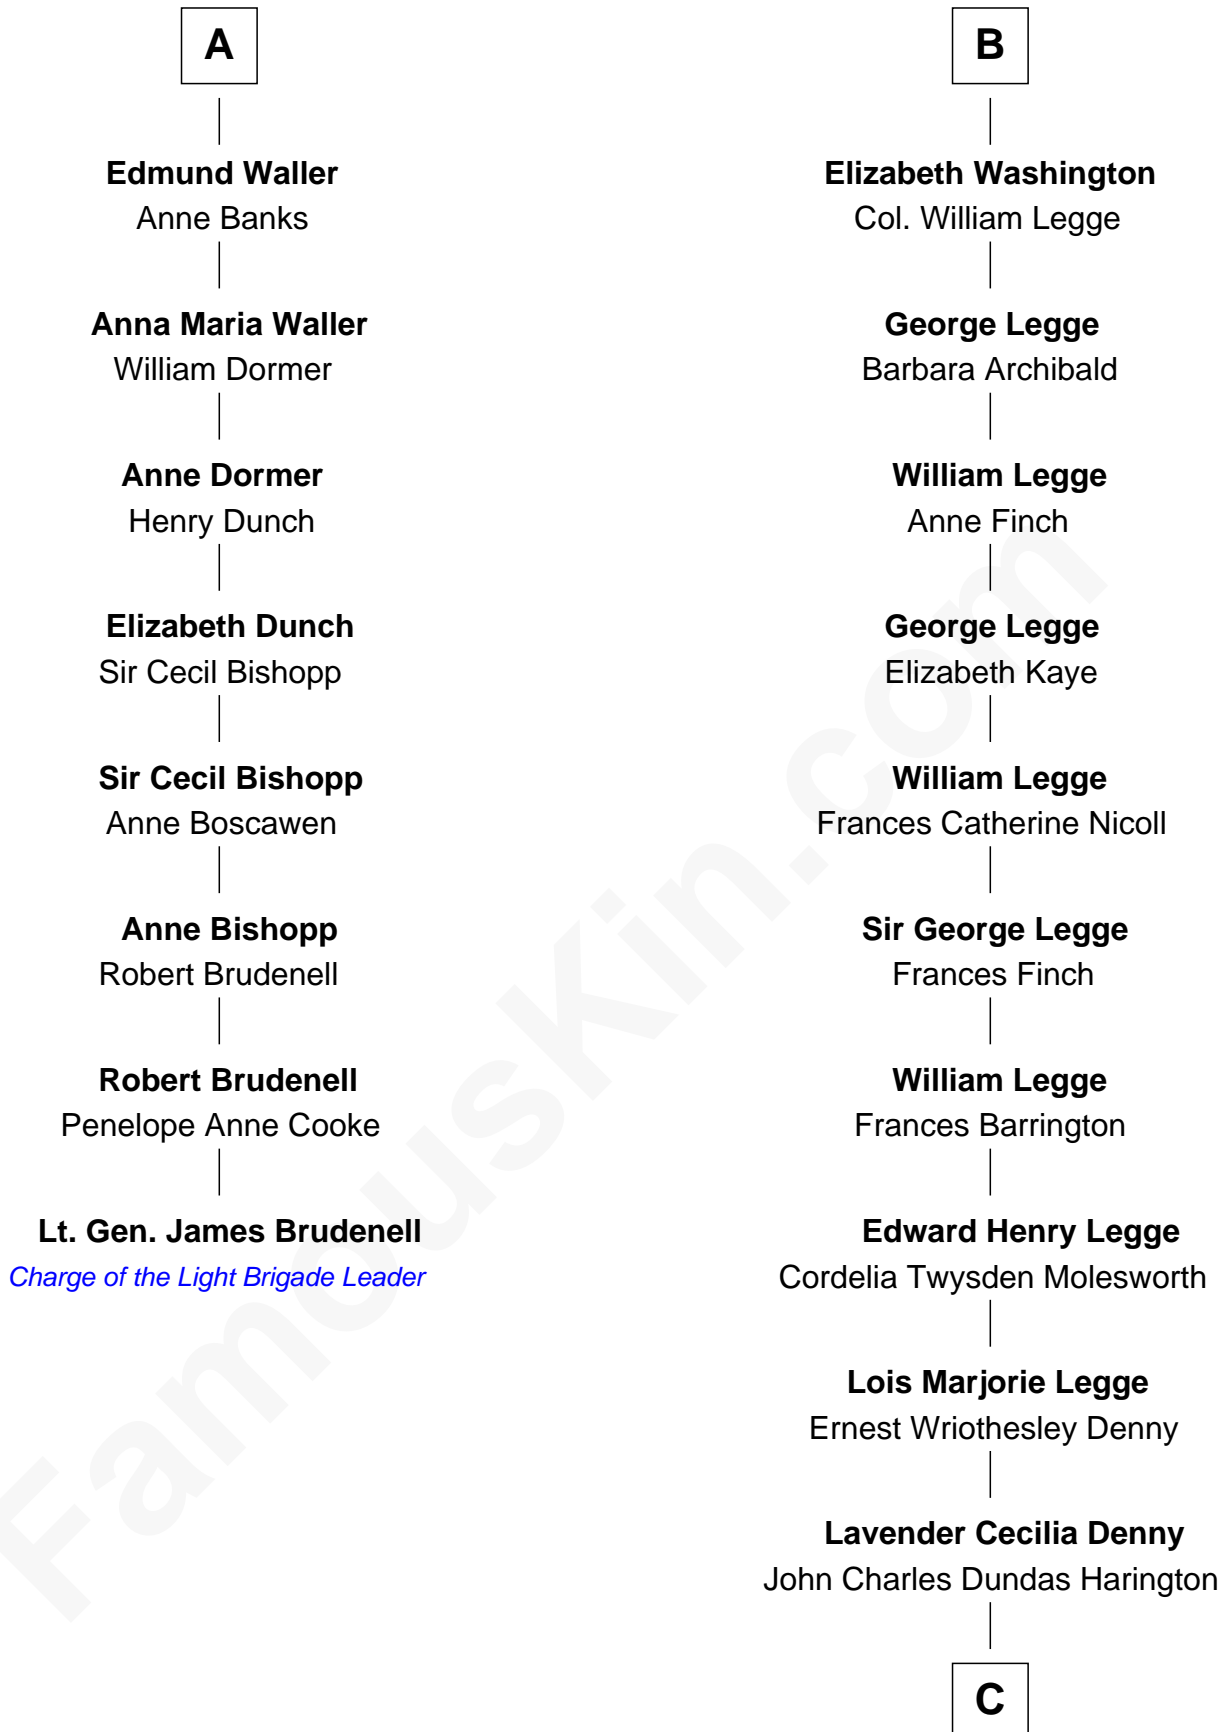 A
Edmund Waller
Anne Banks
Anna Maria Waller
William Dormer
Anne Dormer
Henry Dunch
Elizabeth Dunch
Sir Cecil Bishopp
Sir Cecil Bishopp
Anne Boscawen
Anne Bishopp
Robert Brudenell
Robert Brudenell
Penelope Anne Cooke
Lt. Gen. James Brudenell
Charge of the Light Brigade Leader
B
Elizabeth Washington
Col. William Legge
George Legge
Barbara Archibald
William Legge
Anne Finch
George Legge
Elizabeth Kaye
William Legge
Frances Catherine Nicoll
Sir George Legge
Frances Finch
William Legge
Frances Barrington
Edward Henry Legge
Cordelia Twysden Molesworth
Lois Marjorie Legge
Ernest Wriothesley Denny
Lavender Cecilia Denny
John Charles Dundas Harington
C
FamousKin.com